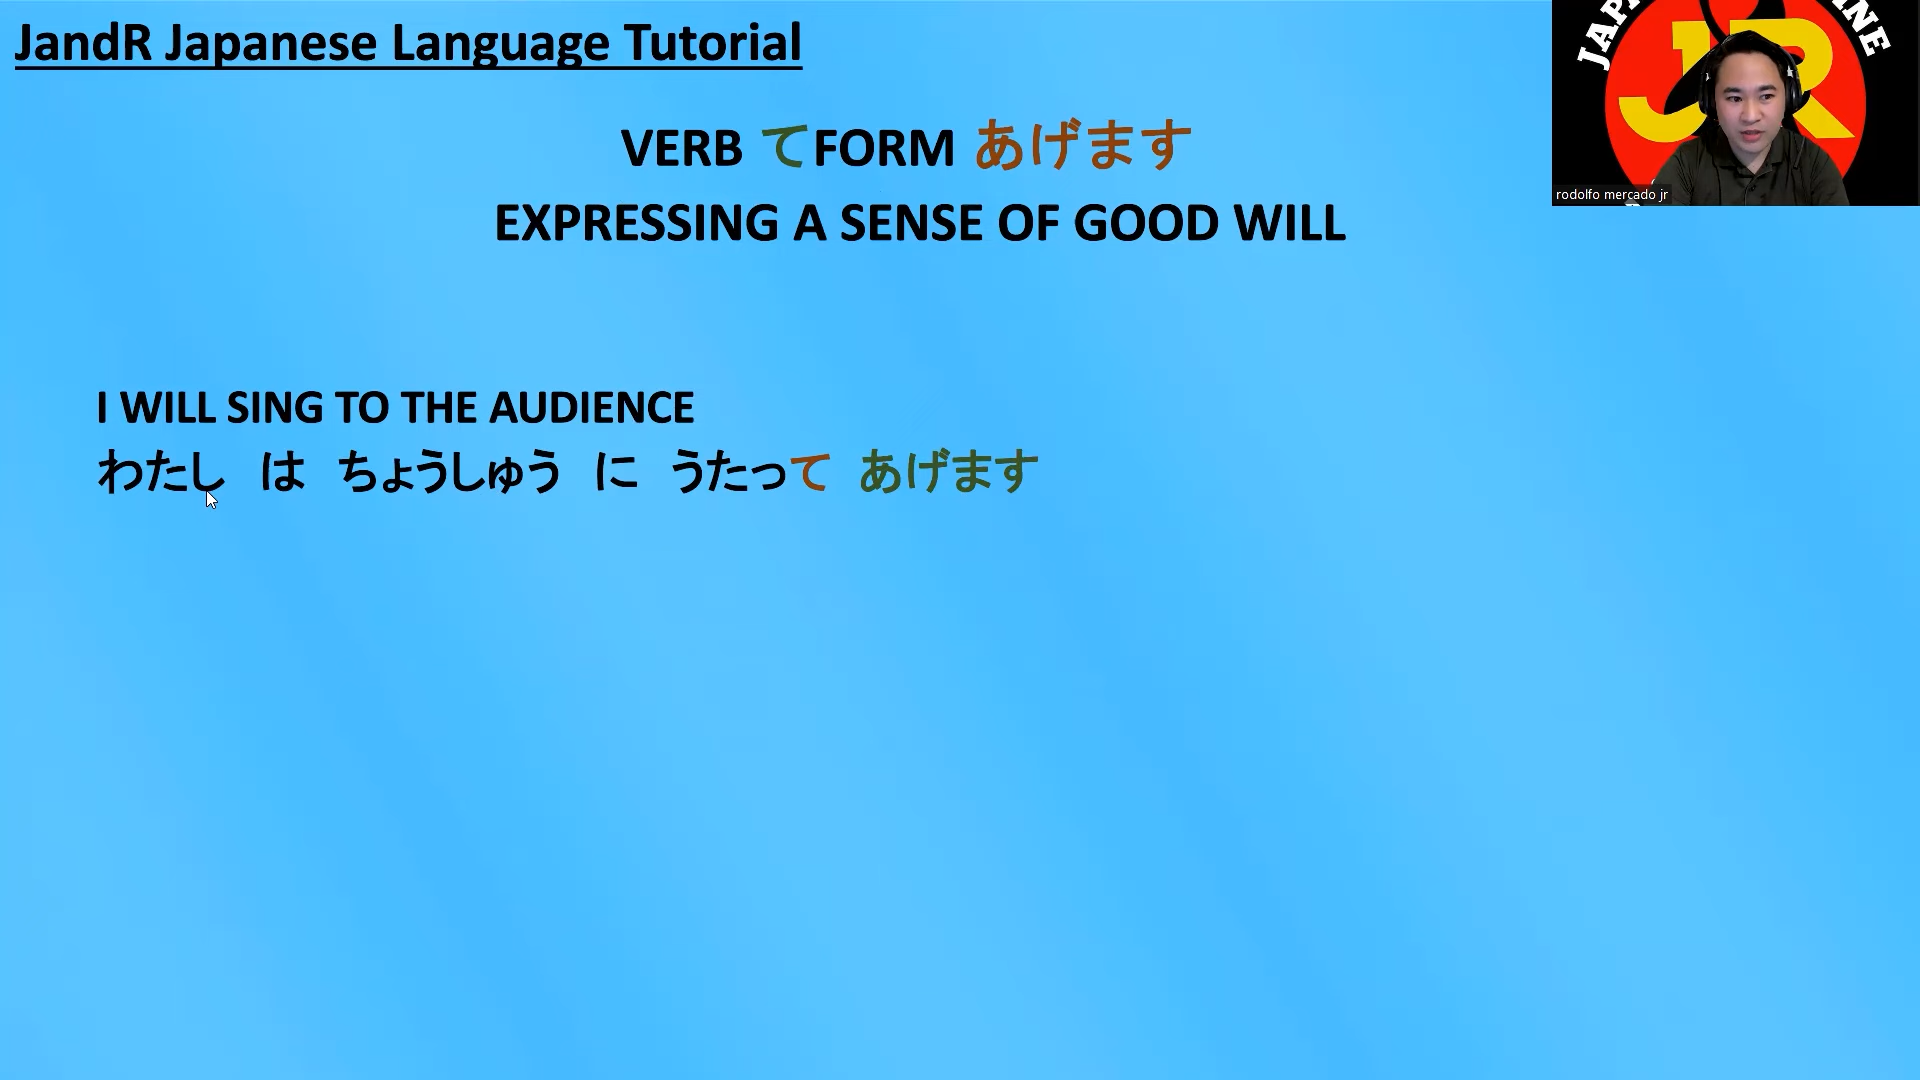 JandR Japanese Language Tutorial
VERB てFORM あげます
EXPRESSING A SENSE OF GOOD WILL
I WILL SING TO THE AUDIENCE
わたし は ちょうしゅう に うたって あげます
JR
rodolfo mercado jr